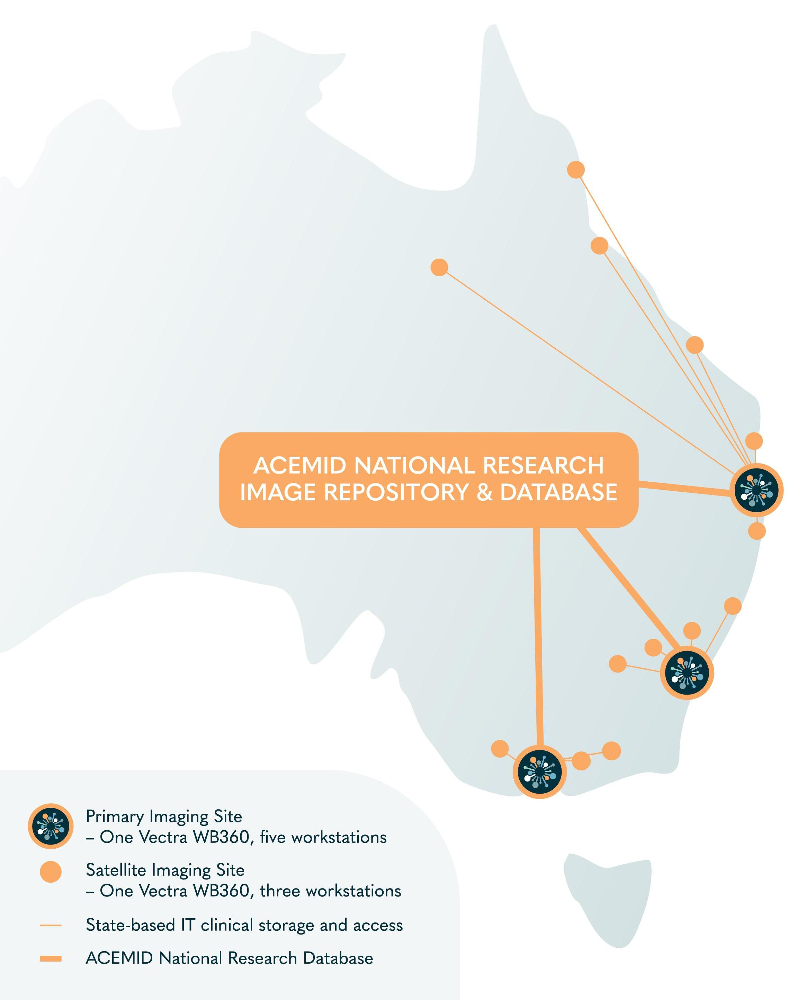 ACEMID NATIONAL RESEARCH
IMAGE REPOSITORY & DATABASE
Primary Imaging Site
– One Vectra WB360, five workstations
Satellite Imaging Site
– One Vectra WB360, three workstations
State-based IT clinical storage and access
ACEMID National Research Database